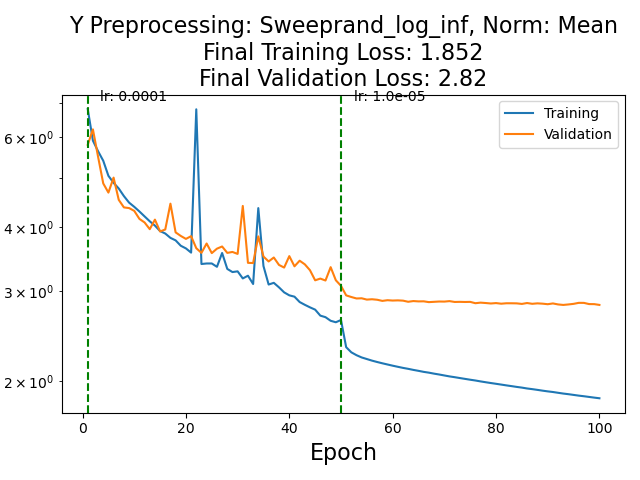 Y Preprocessing: Sweeprand_log_inf, Norm: Mean
Final Training Loss: 1.852
Final Validation Loss: 2.82
lr: 0.0001
lr: 1.0e-05
Training
Validation
6 × 10⁰
4 × 10⁰
3 × 10⁰
2 × 10⁰
0 20 40 60 80 100
Epoch